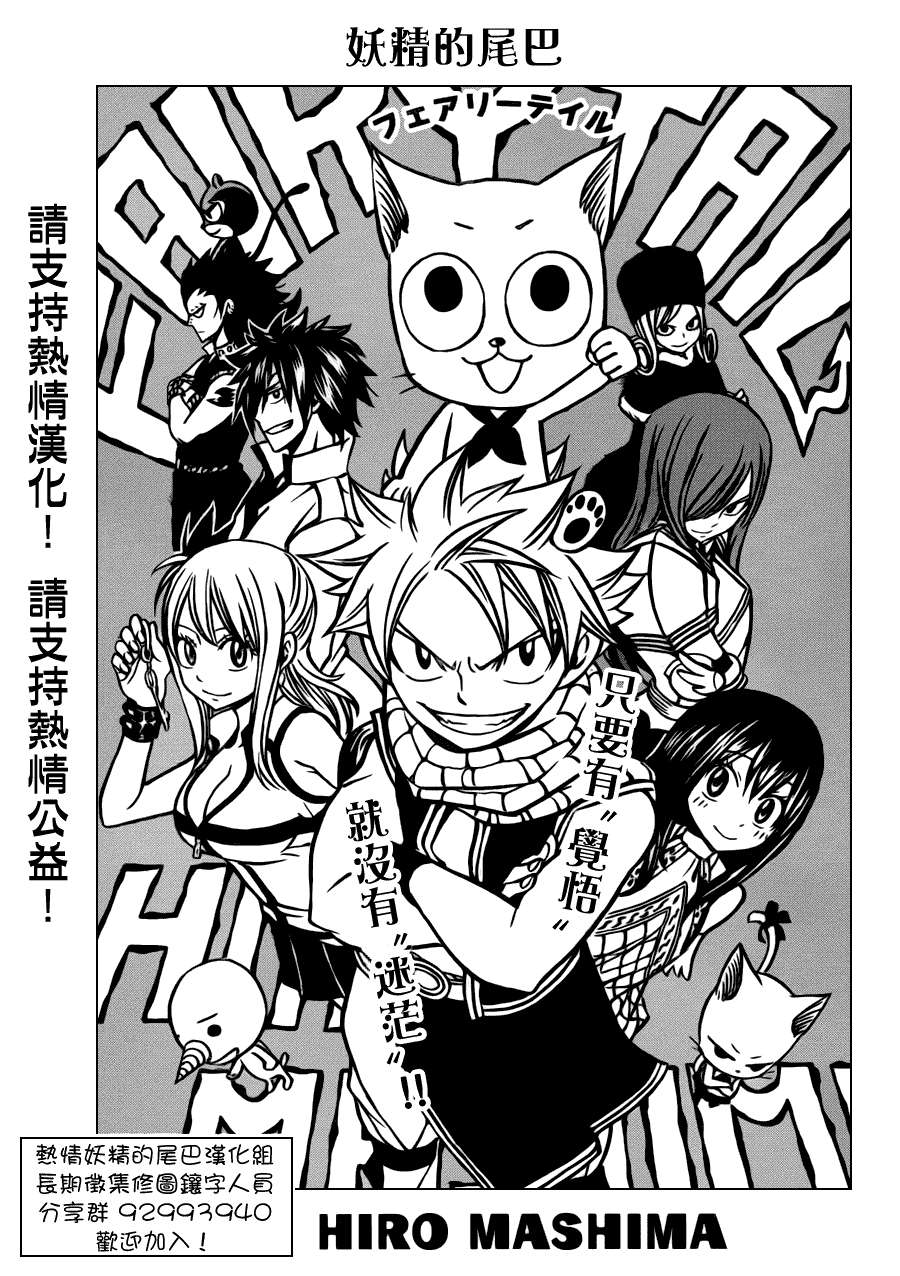 妖精的尾巴
FAIRY TAIL
フェアリーテイル
請支持熱情漢化！　請支持熱情公益！
只要有〝覺悟〞
就沒有〝迷茫〞!!
熱情妖精的尾巴漢化組
長期徵集修圖鑲字人員
分享群 92993940
歡迎加入！
HIRO MASHIMA